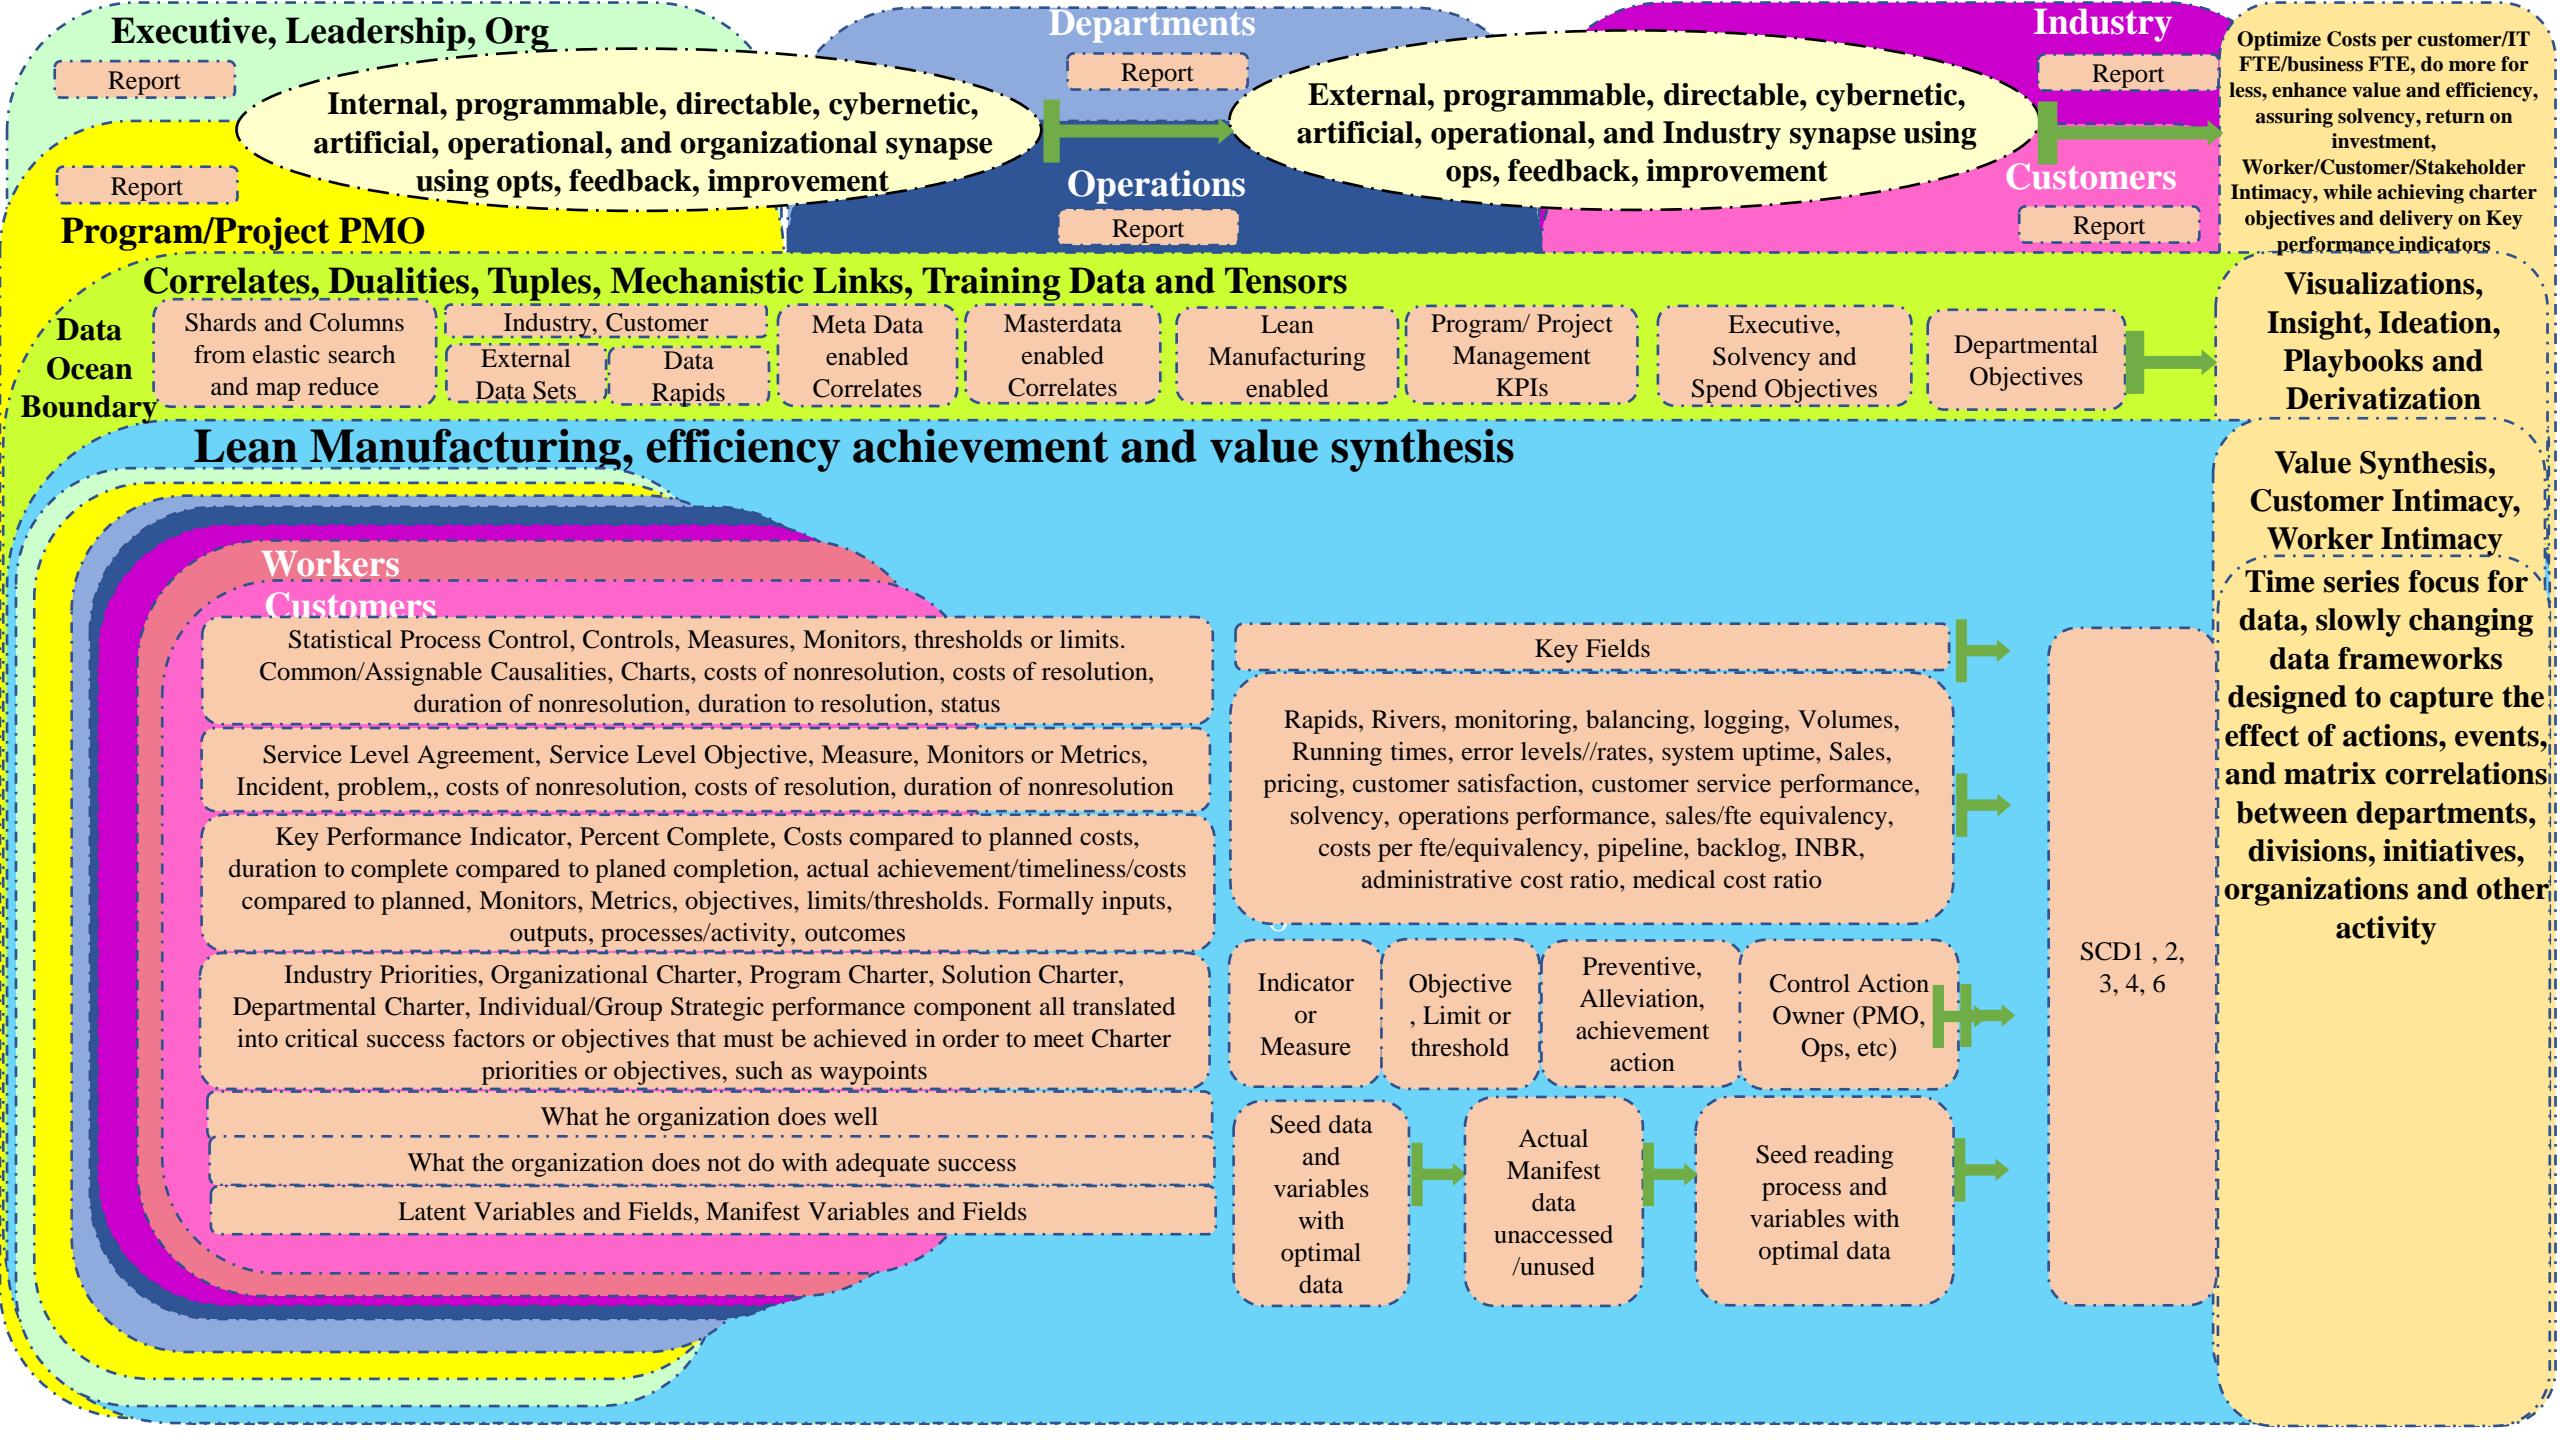 Executive, Leadership, Org
Report
Report
Program/Project PMO
Internal, programmable, directable, cybernetic,
artificial, operational, and organizational synapse
using opts, feedback, improvement
Departments
Report
Operations
Report
External, programmable, directable, cybernetic,
artificial, operational, and Industry synapse using
ops, feedback, improvement
Industry
Report
Customers
Report
Optimize Costs per customer/IT
FTE/business FTE, do more for
less, enhance value and efficiency,
assuring solvency, return on
investment,
Worker/Customer/Stakeholder
Intimacy, while achieving charter
objectives and delivery on Key
performance indicators
Correlates, Dualities, Tuples, Mechanistic Links, Training Data and Tensors
Data
Ocean
Boundary
Shards and Columns
from elastic search
and map reduce
Industry, Customer
External
Data Sets
Data
Rapids
Meta Data
enabled
Correlates
Masterdata
enabled
Correlates
Lean
Manufacturing
enabled
Program/ Project
Management
KPIs
Executive,
Solvency and
Spend Objectives
Departmental
Objectives
Visualizations,
Insight, Ideation,
Playbooks and
Derivatization
Lean Manufacturing, efficiency achievement and value synthesis
Workers
Customers
Statistical Process Control, Controls, Measures, Monitors, thresholds or limits.
Common/Assignable Causalities, Charts, costs of nonresolution, costs of resolution,
duration of nonresolution, duration to resolution, status
Service Level Agreement, Service Level Objective, Measure, Monitors or Metrics,
Incident, problem,, costs of nonresolution, costs of resolution, duration of nonresolution
Key Performance Indicator, Percent Complete, Costs compared to planned costs,
duration to complete compared to planed completion, actual achievement/timeliness/costs
compared to planned, Monitors, Metrics, objectives, limits/thresholds. Formally inputs,
outputs, processes/activity, outcomes
Industry Priorities, Organizational Charter, Program Charter, Solution Charter,
Departmental Charter, Individual/Group Strategic performance component all translated
into critical success factors or objectives that must be achieved in order to meet Charter
priorities or objectives, such as waypoints
What he organization does well
What the organization does not do with adequate success
Latent Variables and Fields, Manifest Variables and Fields
Key Fields
Rapids, Rivers, monitoring, balancing, logging, Volumes,
Running times, error levels//rates, system uptime, Sales,
pricing, customer satisfaction, customer service performance,
solvency, operations performance, sales/fte equivalency,
costs per fte/equivalency, pipeline, backlog, INBR,
administrative cost ratio, medical cost ratio
Indicator
or
Measure
Objective
, Limit or
threshold
Preventive,
Alleviation,
achievement
action
Control Action
Owner (PMO,
Ops, etc)
Seed data
and
variables
with
optimal
data
Actual
Manifest
data
unaccessed
/unused
Seed reading
process and
variables with
optimal data
SCD1 , 2,
3, 4, 6
Value Synthesis,
Customer Intimacy,
Worker Intimacy
Time series focus for
data, slowly changing
data frameworks
designed to capture the
effect of actions, events,
and matrix correlations
between departments,
divisions, initiatives,
organizations and other
activity